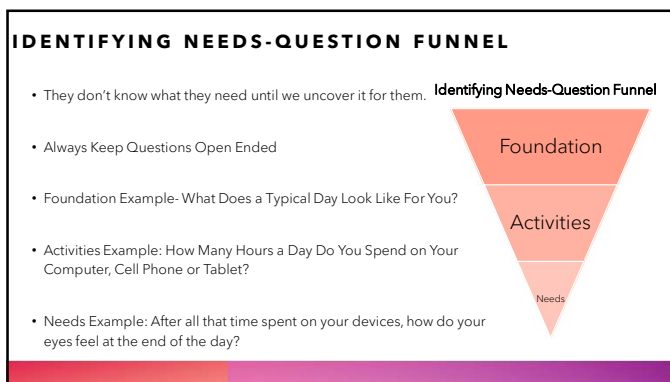 IDENTIFYING NEEDS-QUESTION FUNNEL
• They don't know what they need until we uncover it for them.
• Always Keep Questions Open Ended
• Foundation Example- What Does a Typical Day Look Like For You?
• Activities Example: How Many Hours a Day Do You Spend on Your
Computer, Cell Phone or Tablet?
• Needs Example: After all that time spent on your devices, how do your
eyes feel at the end of the day?
Identifying Needs-Question Funnel
Foundation
Activities
Needs